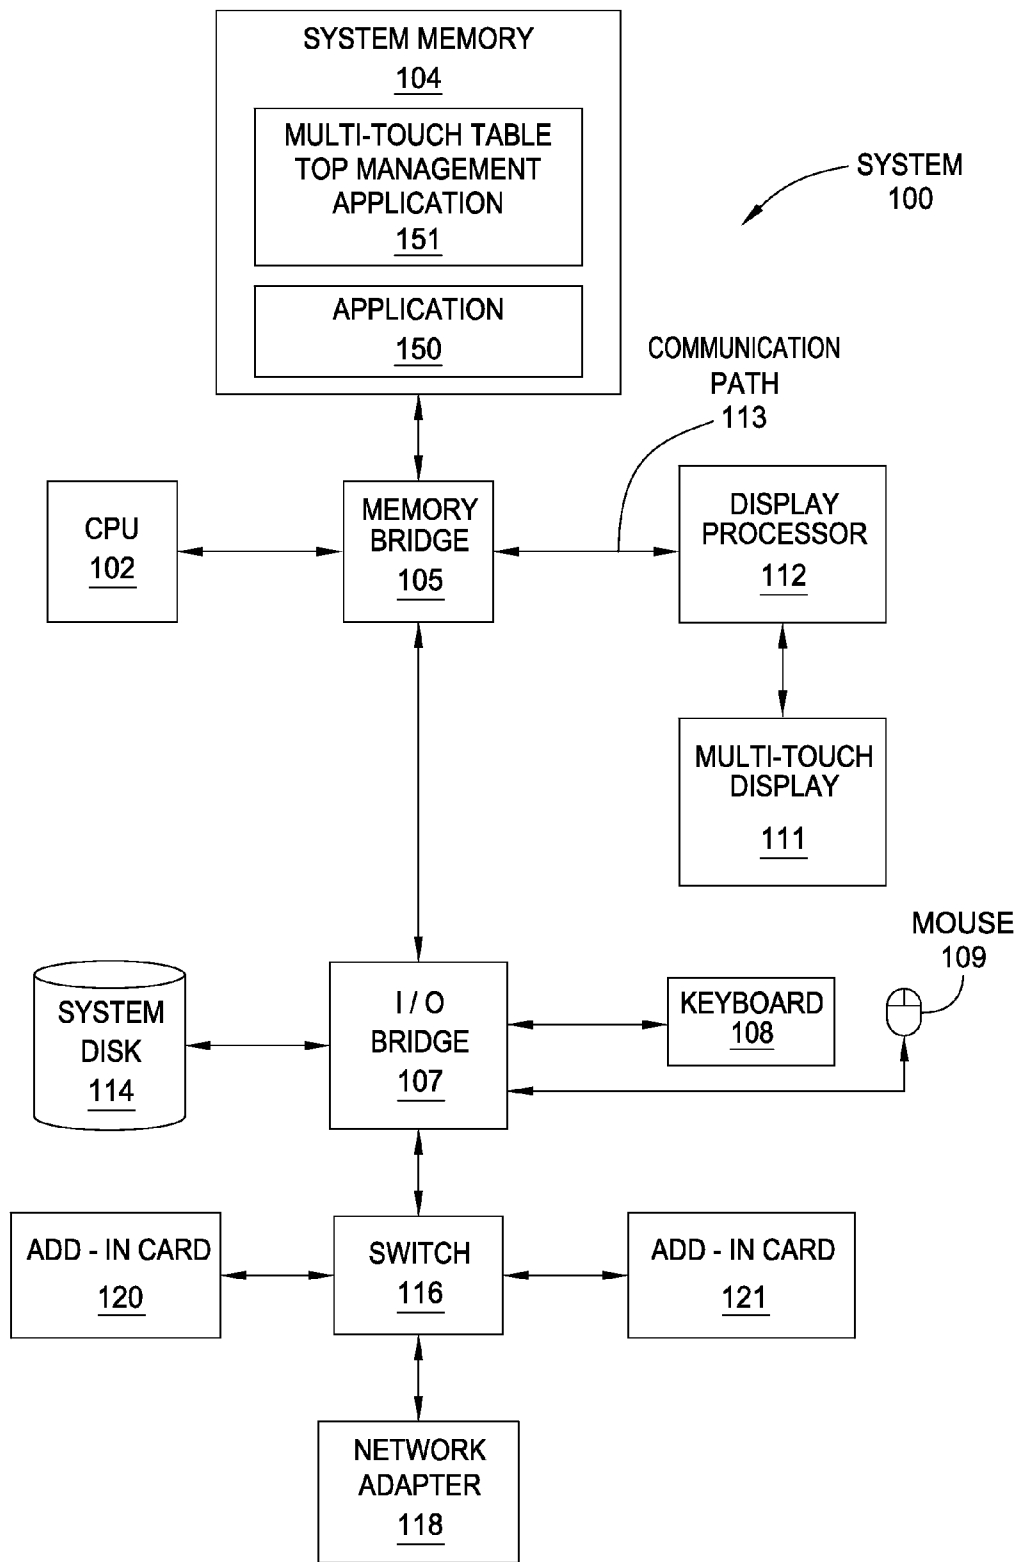 SYSTEM MEMORY
104
MULTI-TOUCH TABLE
TOP MANAGEMENT
APPLICATION
151
APPLICATION
150
SYSTEM
100
COMMUNICATION
PATH
113
CPU
102
MEMORY
BRIDGE
105
DISPLAY
PROCESSOR
112
MULTI-TOUCH
DISPLAY
111
MOUSE
109
SYSTEM
DISK
114
I / O
BRIDGE
107
KEYBOARD
108
ADD - IN CARD
120
SWITCH
116
ADD - IN CARD
121
NETWORK
ADAPTER
118